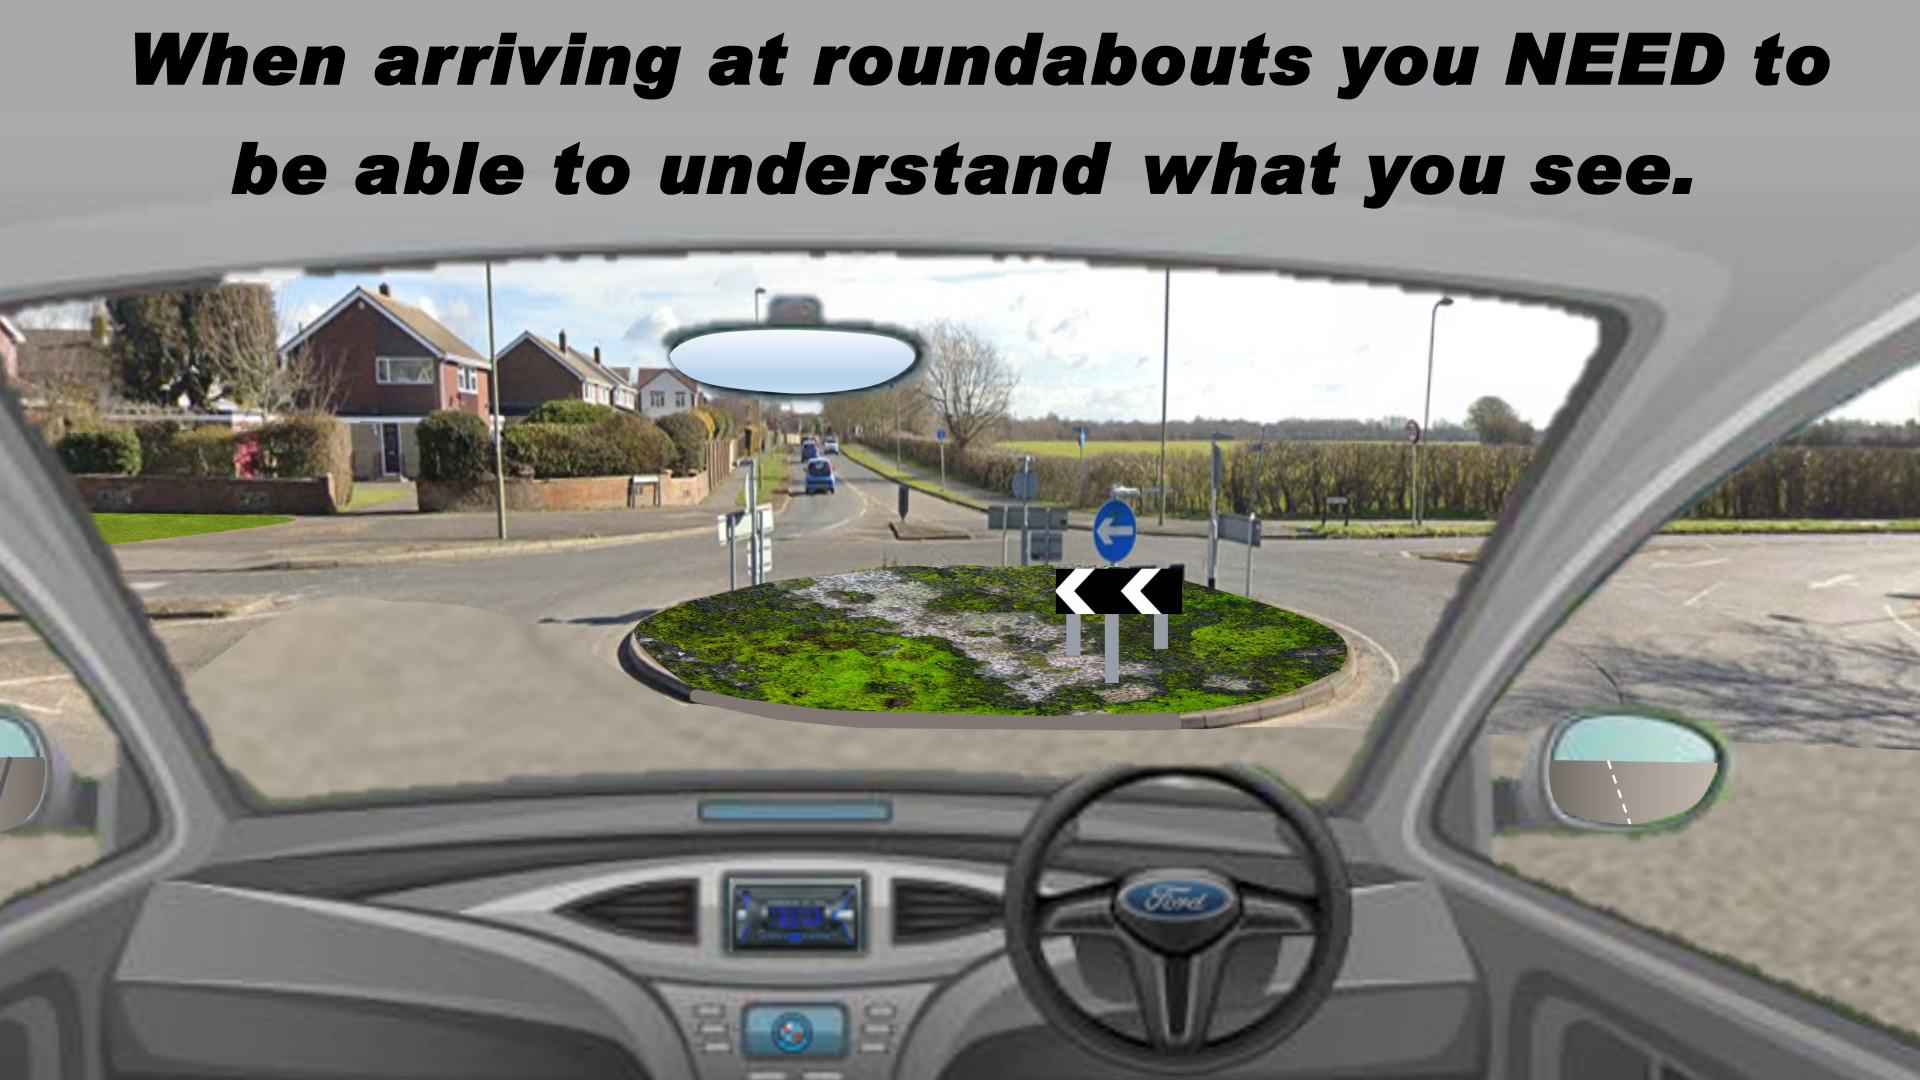 When arriving at roundabouts you NEED to
be able to understand what you see.
Ford